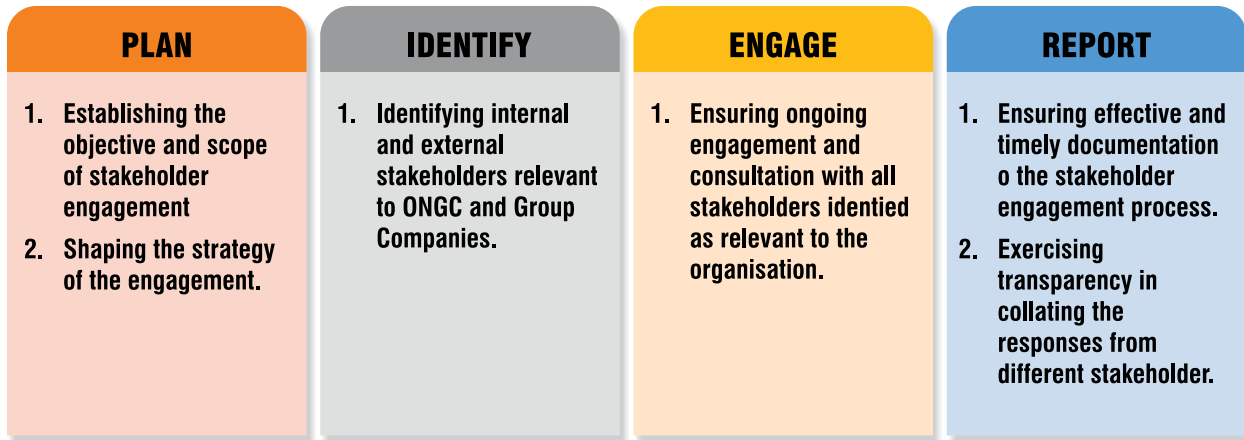 PLAN
1. Establishing the
objective and scope
of stakeholder
engagement
2. Shaping the strategy
of the engagement.
IDENTIFY
1. Identifying internal
and external
stakeholders relevant
to ONGC and Group
Companies.
ENGAGE
1. Ensuring ongoing
engagement and
consultation with all
stakeholders identied
as relevant to the
organisation.
REPORT
1. Ensuring effective and
timely documentation
o the stakeholder
engagement process.
2. Exercising
transparency in
collating the
responses from
different stakeholder.